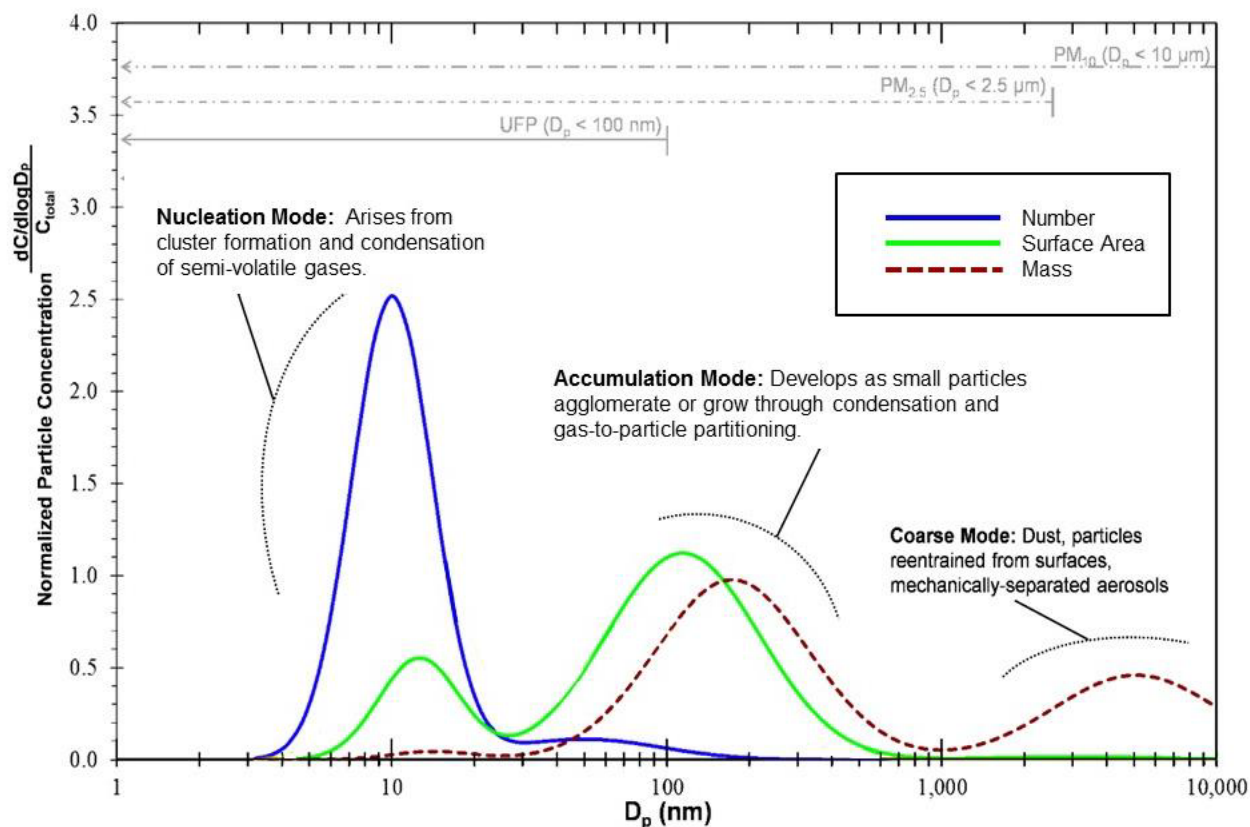 4.0
PM10 (Dp < 10 µm)
PM2.5 (Dp < 2.5 µm)
3.5
UFP (Dp < 100 nm)
3.0
Nucleation Mode: Arises from
cluster formation and condensation
of semi-volatile gases.
Number
Surface Area
Mass
2.5
2.0
Accumulation Mode: Develops as small particles
agglomerate or grow through condensation and
gas-to-particle partitioning.
1.5
1.0
Coarse Mode: Dust, particles
reentrained from surfaces,
mechanically-separated aerosols
0.5
0.0
Normalized Particle Concentration dC/dlogDp
Ctotal
1
10
100
1,000
10,000
Dp (nm)